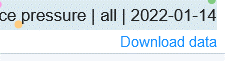 ce pressure | all | 2022-01-14
Download data